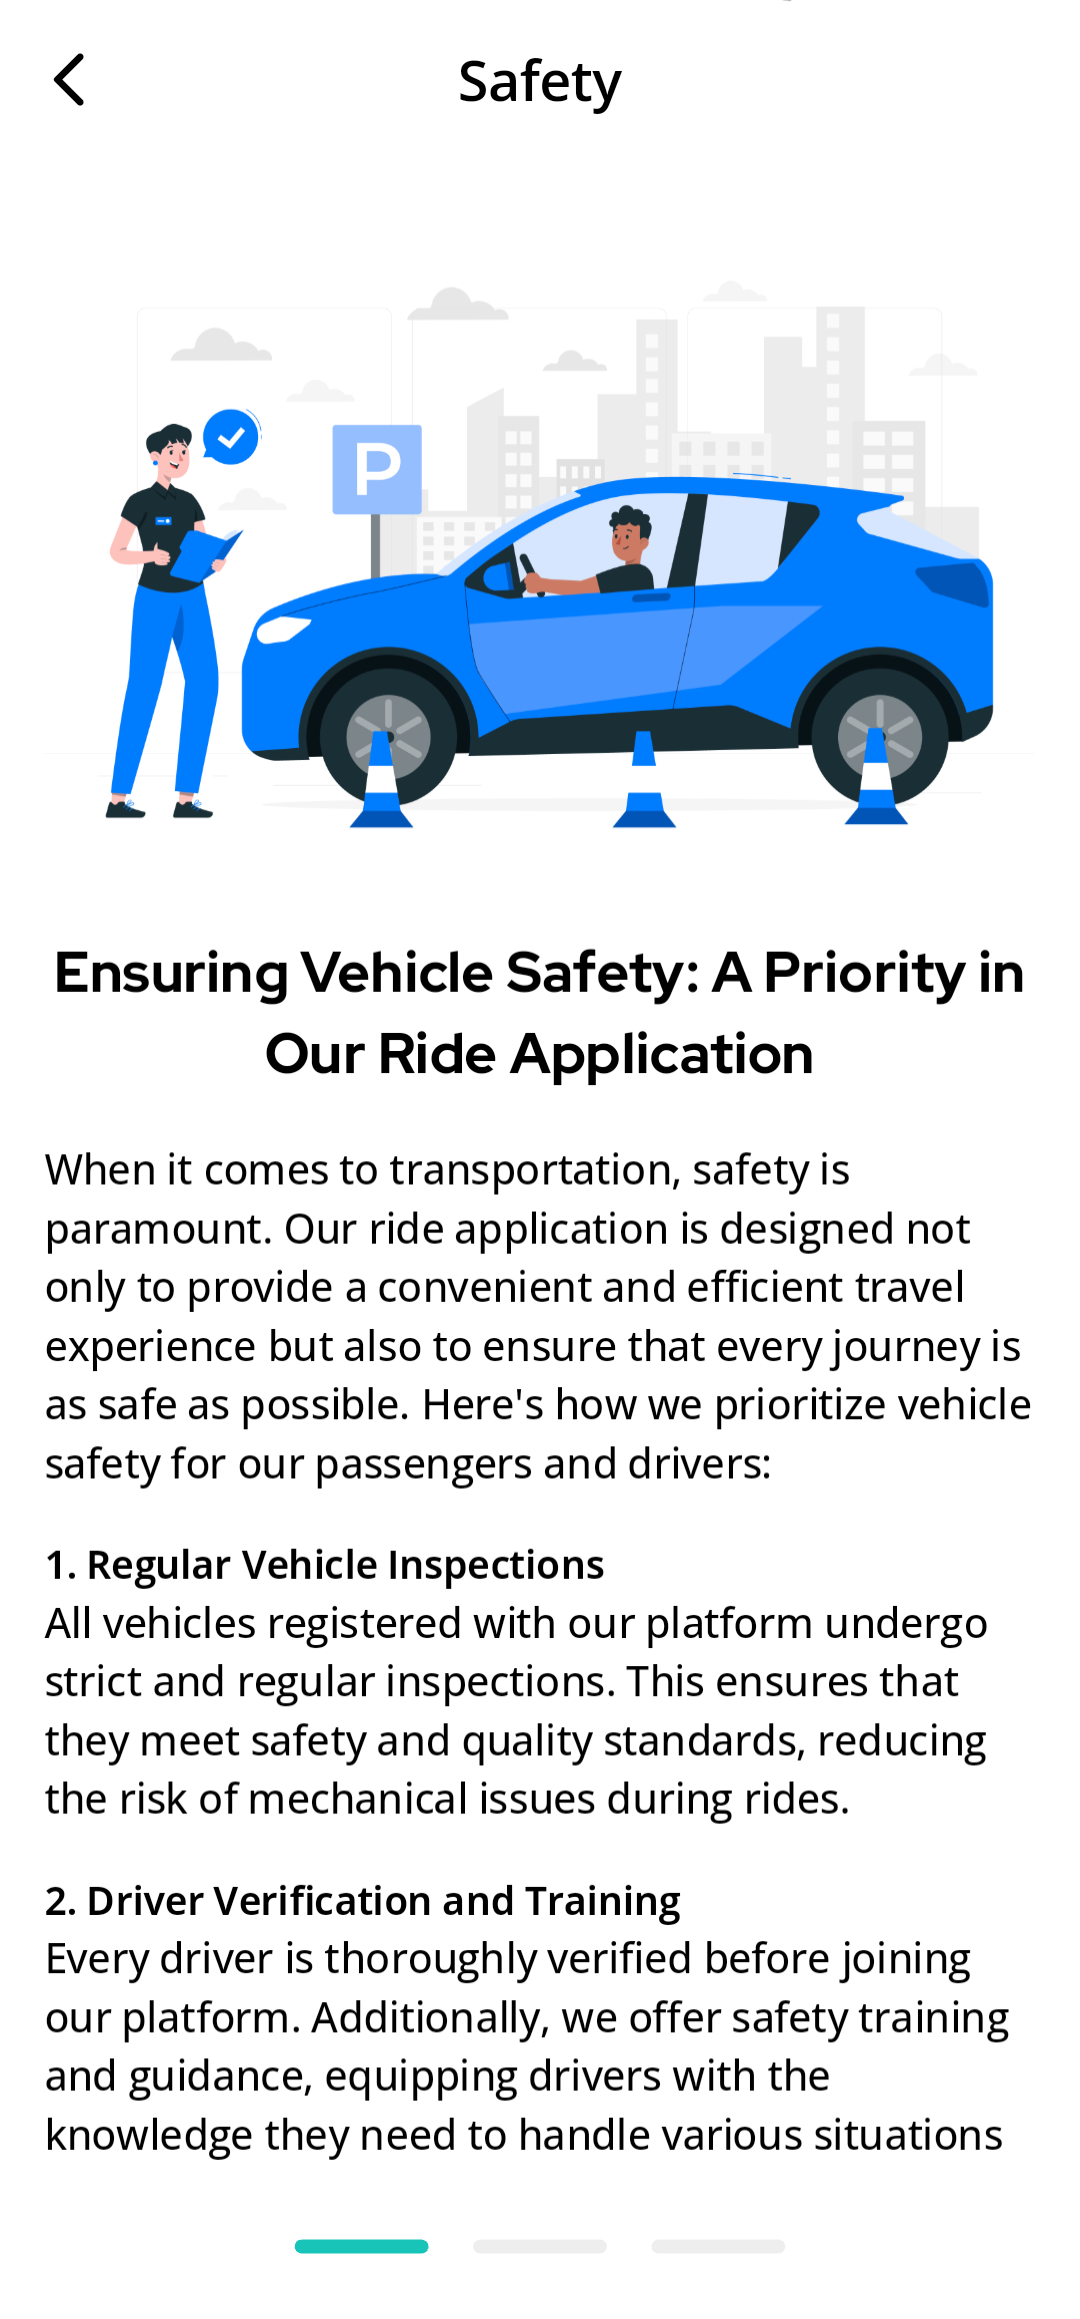 Safety
P
Ensuring Vehicle Safety: A Priority in
Our Ride Application
When it comes to transportation, safety is
paramount. Our ride application is designed not
only to provide a convenient and efficient travel
experience but also to ensure that every journey is
as safe as possible. Here's how we prioritize vehicle
safety for our passengers and drivers:
1. Regular Vehicle Inspections
All vehicles registered with our platform undergo
strict and regular inspections. This ensures that
they meet safety and quality standards, reducing
the risk of mechanical issues during rides.
2. Driver Verification and Training
Every driver is thoroughly verified before joining
our platform. Additionally, we offer safety training
and guidance, equipping drivers with the
knowledge they need to handle various situations